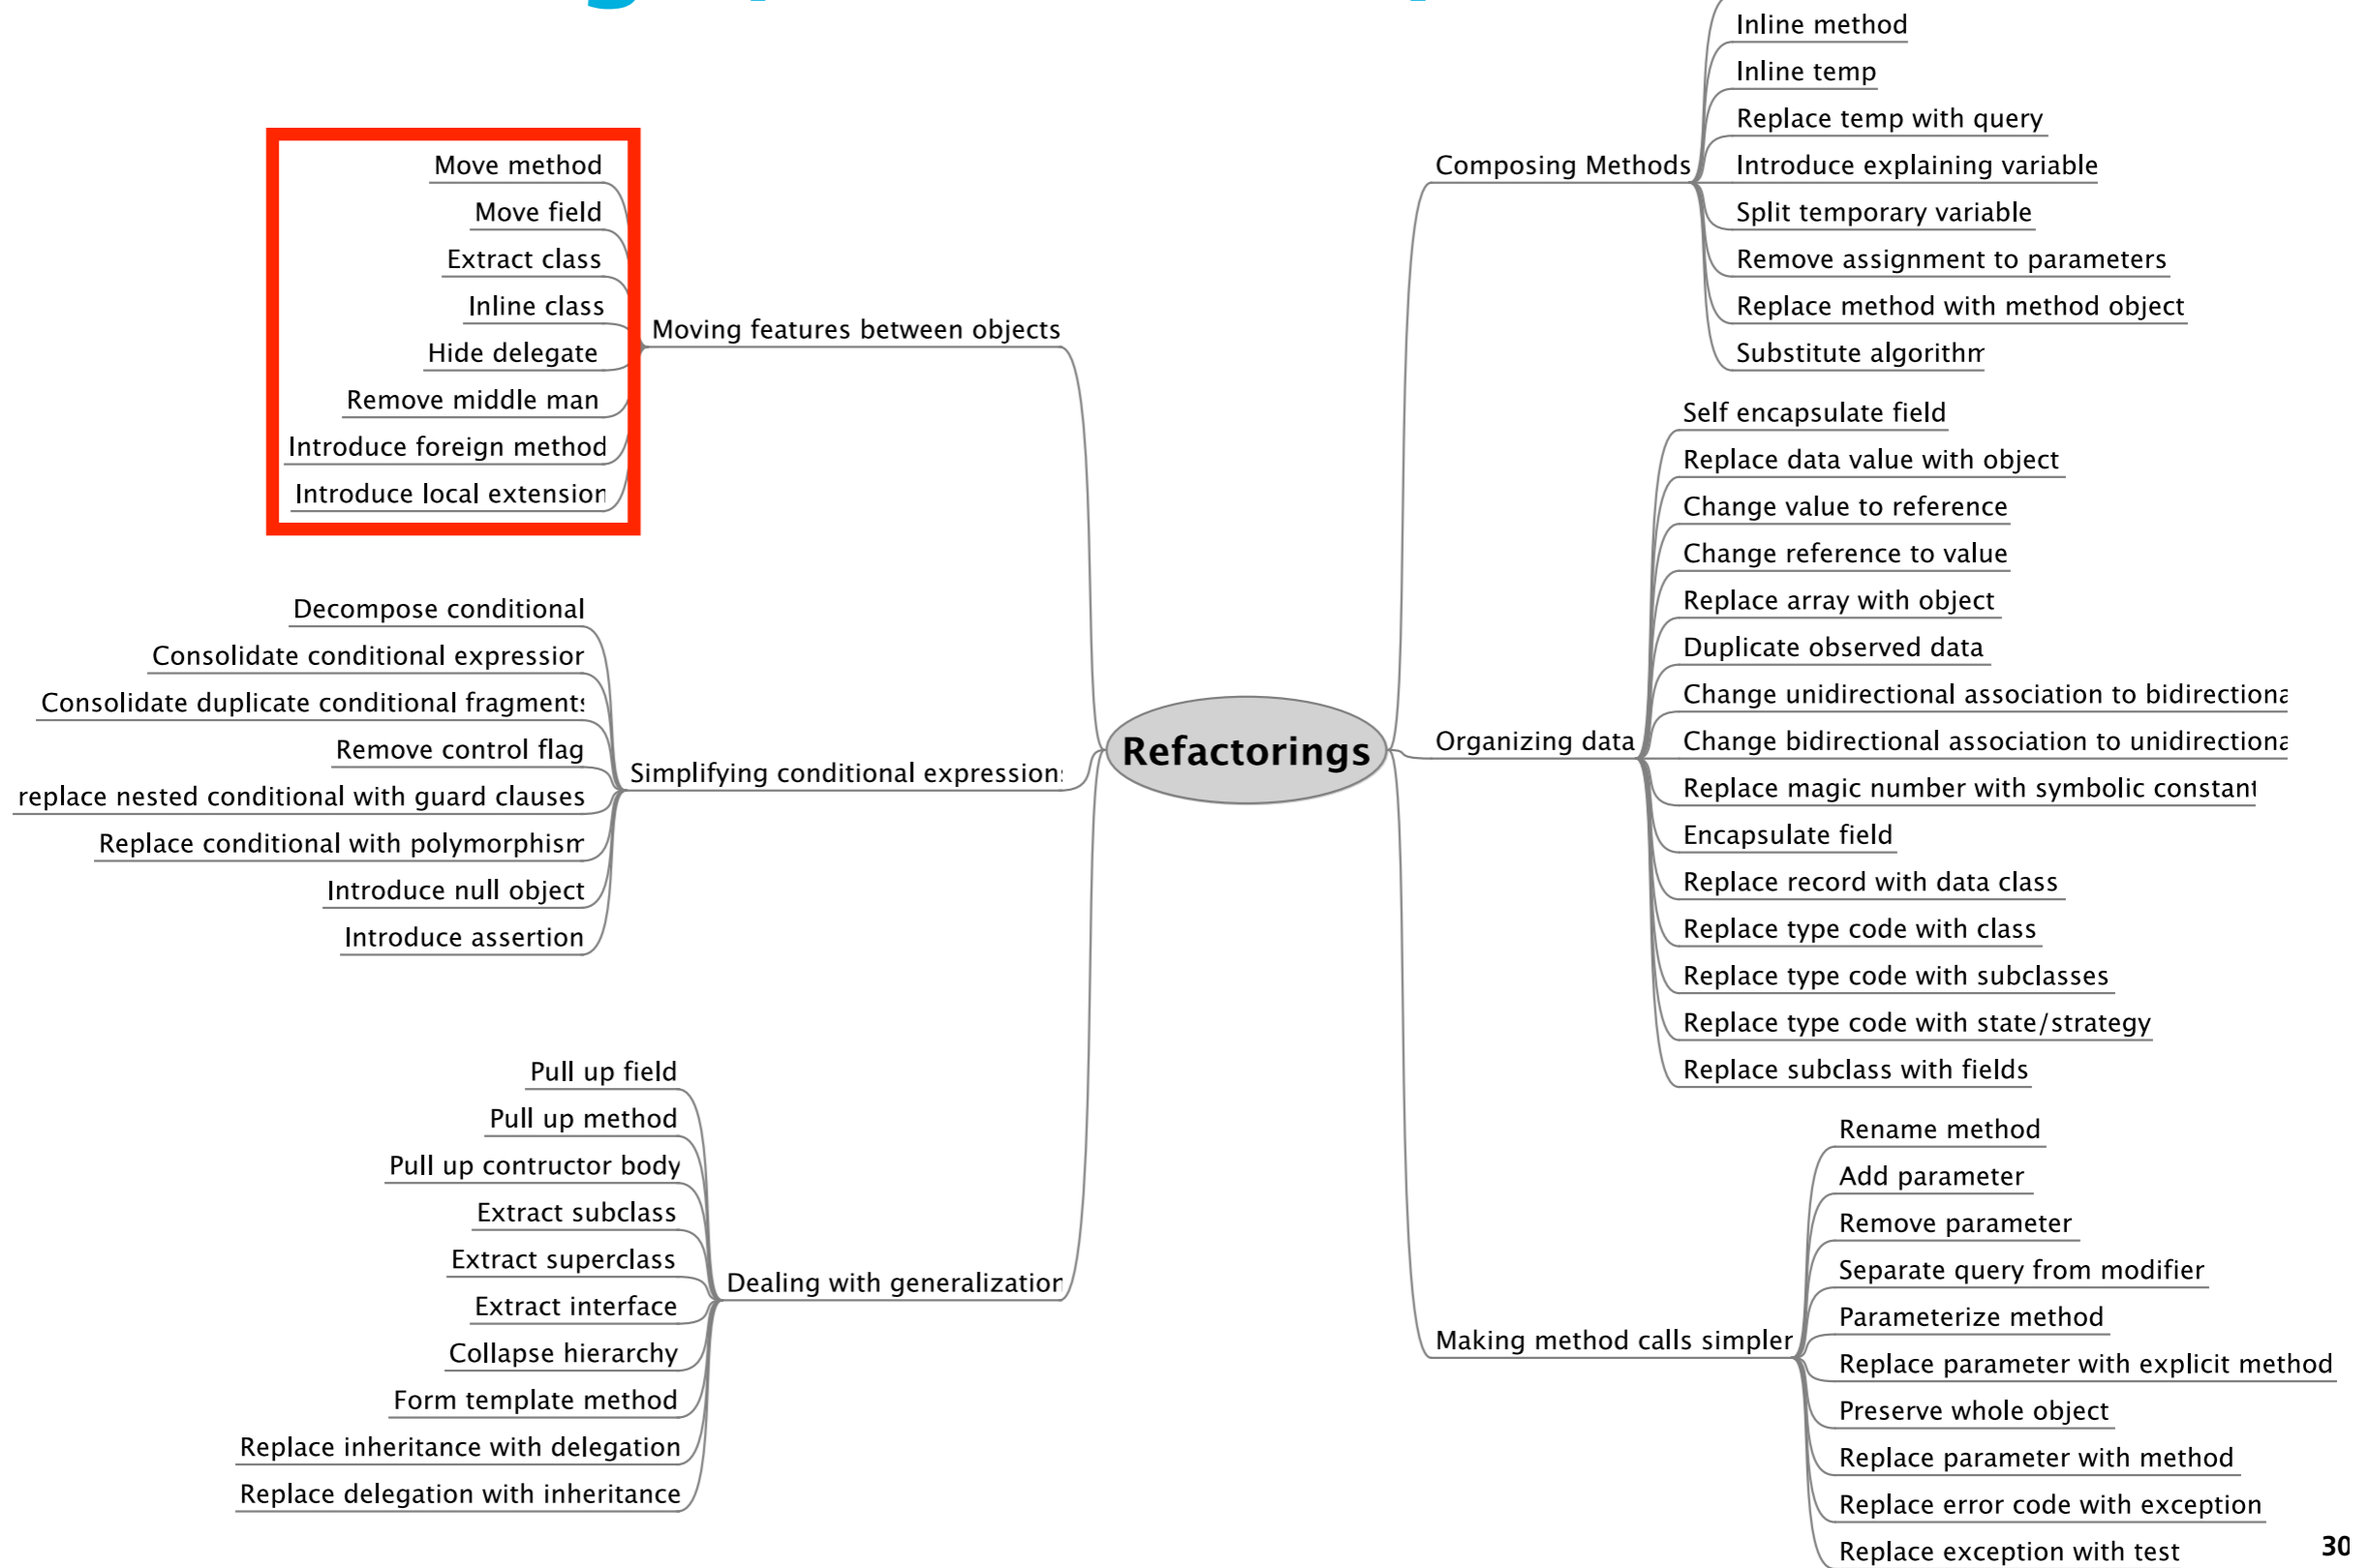 Move method
Move field
Extract class
Inline class
Hide delegate
Remove middle man
Introduce foreign method
Introduce local extension
Moving features between objects
Decompose conditional
Consolidate conditional expression
Consolidate duplicate conditional fragments
Remove control flag
replace nested conditional with guard clauses
Replace conditional with polymorphism
Introduce null object
Introduce assertion
Simplifying conditional expressions
Pull up field
Pull up method
Pull up contructor body
Extract subclass
Extract superclass
Extract interface
Collapse hierarchy
Form template method
Replace inheritance with delegation
Replace delegation with inheritance
Dealing with generalization
Refactorings
Composing Methods
Inline method
Inline temp
Replace temp with query
Introduce explaining variable
Split temporary variable
Remove assignment to parameters
Replace method with method object
Substitute algorithm
Organizing data
Self encapsulate field
Replace data value with object
Change value to reference
Change reference to value
Replace array with object
Duplicate observed data
Change unidirectional association to bidirectiona
Change bidirectional association to unidirectiona
Replace magic number with symbolic constant
Encapsulate field
Replace record with data class
Replace type code with class
Replace type code with subclasses
Replace type code with state/strategy
Replace subclass with fields
Making method calls simpler
Rename method
Add parameter
Remove parameter
Separate query from modifier
Parameterize method
Replace parameter with explicit method
Preserve whole object
Replace parameter with method
Replace error code with exception
Replace exception with test
30